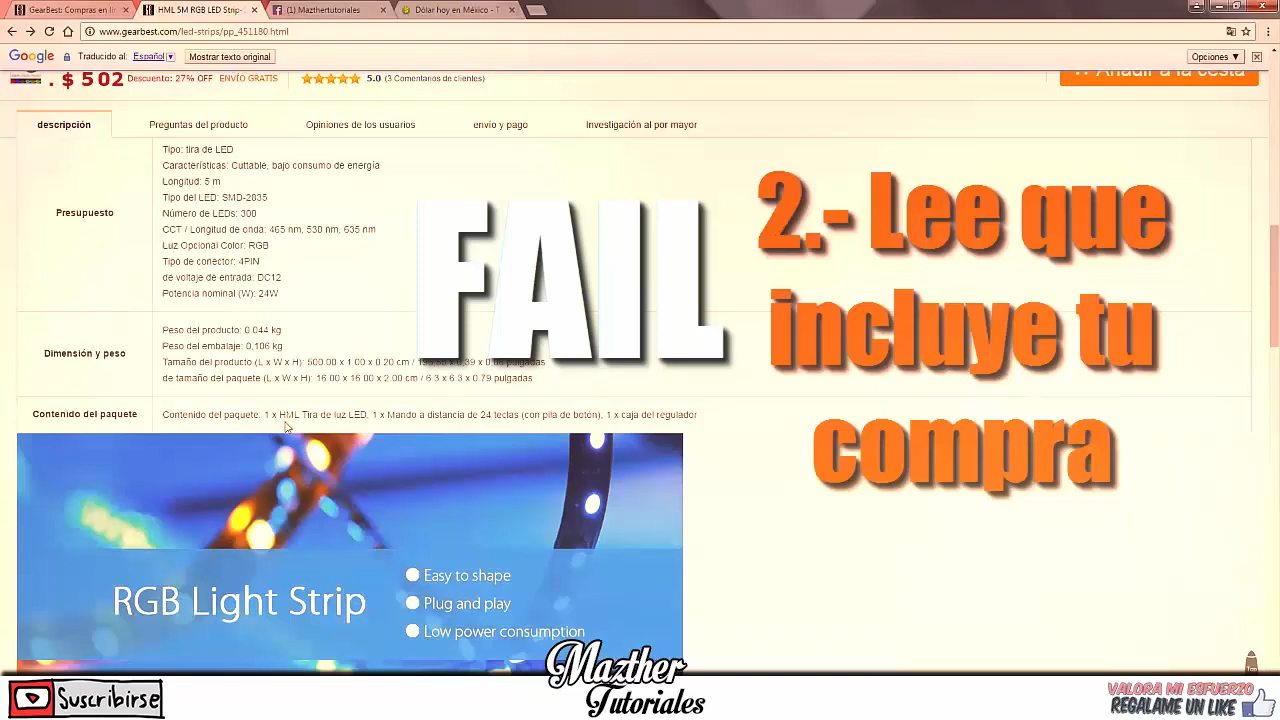 GearBest: Compras en lí
HML 5M RGB LED Strip-
(1) Mazthertutoriales
Dólar hoy en México - T
www.gearbest.com/led-strips/pp_451180.html
Google Traducido al: Español Mostrar texto original Opciones ▼
. $ 502 Descuento: 27% OFF ENVÍO GRATIS 5.0 (3 Comentarios de clientes) Añadir a la cesta
descripción Preguntas del producto Opiniones de los usuarios envío y pago Investigación al por mayor
Presupuesto
Tipo: tira de LED
Características: Cuttable, bajo consumo de energía
Longitud: 5 m
Tipo del LED: SMD-2835
Número de LEDs: 300
CCT / Longitud de onda: 465 nm, 530 nm, 635 nm
Luz Opcional Color: RGB
Tipo de conector: 4PIN
de voltaje de entrada: DC12
Potencia nominal (W): 24W
Dimensión y peso
Peso del producto: 0.044 kg
Peso del embalaje: 0,106 kg
Tamaño del producto (L x W x H): 500.00 x 1.00 x 0.20 cm / x 0.39 x pulgadas
de tamaño del paquete (L x W x H): 16.00 x 16.00 x 2.00 cm / 6.3 x 6.3 x 0.79 pulgadas
Contenido del paquete
Contenido del paquete: 1 x HML Tira de luz LED, 1 x Mando a distancia de 24 teclas (con pila de botón), 1 x caja del regulador
FAIL
2.- Lee que
incluye tu
compra
RGB Light Strip
Easy to shape
Plug and play
Low power consumption
Mazther
Tutoriales
Suscribirse
VALORA MI ESFUERZO
REGALAME UN LIKE
Top